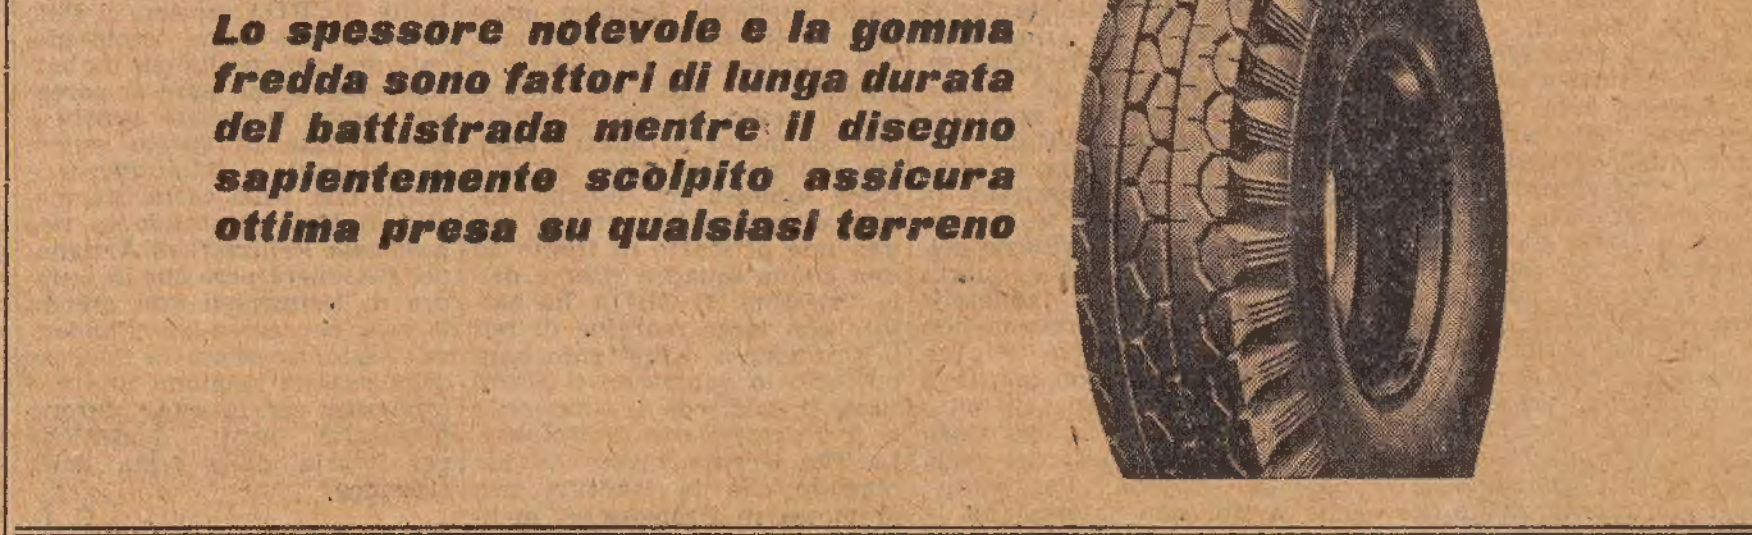 Lo spessore notevole e la gomma
fredda sono fattori di lunga durata
del battistrada mentre il disegno
sapientemente scolpito assicura
ottima presa su qualsiasi terreno